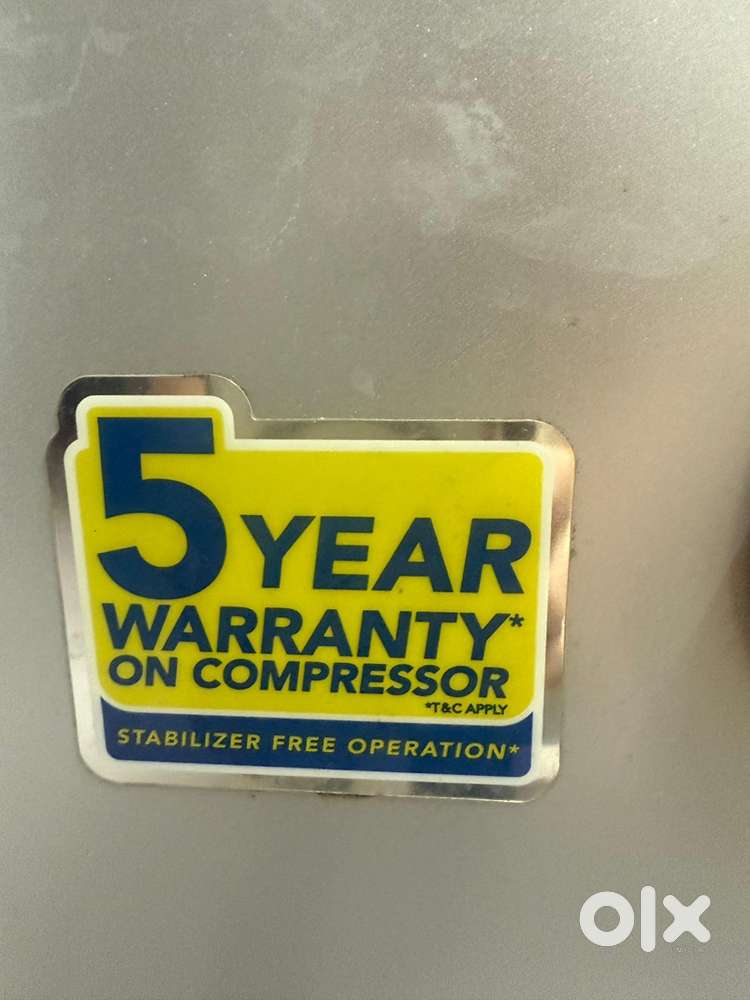 5 YEAR
WARRANTY*
ON COMPRESSOR
*T&C APPLY
STABILIZER FREE OPERATION*
olx